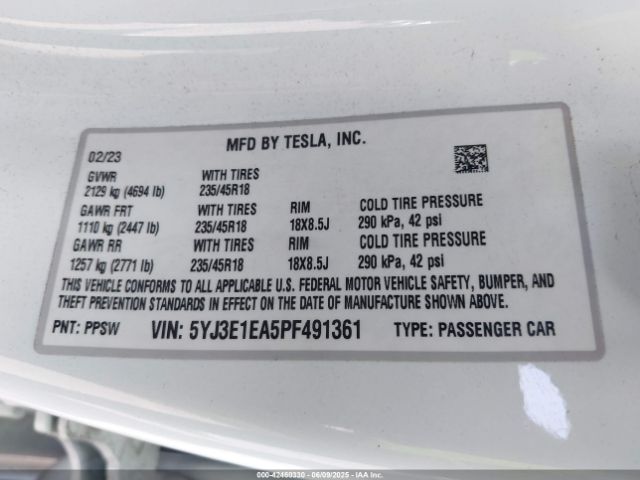 MFD BY TESLA, INC.
02/23
GVWR WITH TIRES
2129 kg (4694 lb) 235/45R18
GAWR FRT WITH TIRES RIM COLD TIRE PRESSURE
1110 kg (2447 lb) 235/45R18 18X8.5J 290 kPa, 42 psi
GAWR RR WITH TIRES RIM COLD TIRE PRESSURE
1257 kg (2771 lb) 235/45R18 18X8.5J 290 kPa, 42 psi
THIS VEHICLE CONFORMS TO ALL APPLICABLE U.S. FEDERAL MOTOR VEHICLE SAFETY, BUMPER, AND
THEFT PREVENTION STANDARDS IN EFFECT ON THE DATE OF MANUFACTURE SHOWN ABOVE.
PNT: PPSW VIN: 5YJ3E1EA5PF491361 TYPE: PASSENGER CAR
000-42460330 - 06/09/2025 - IAA Inc.